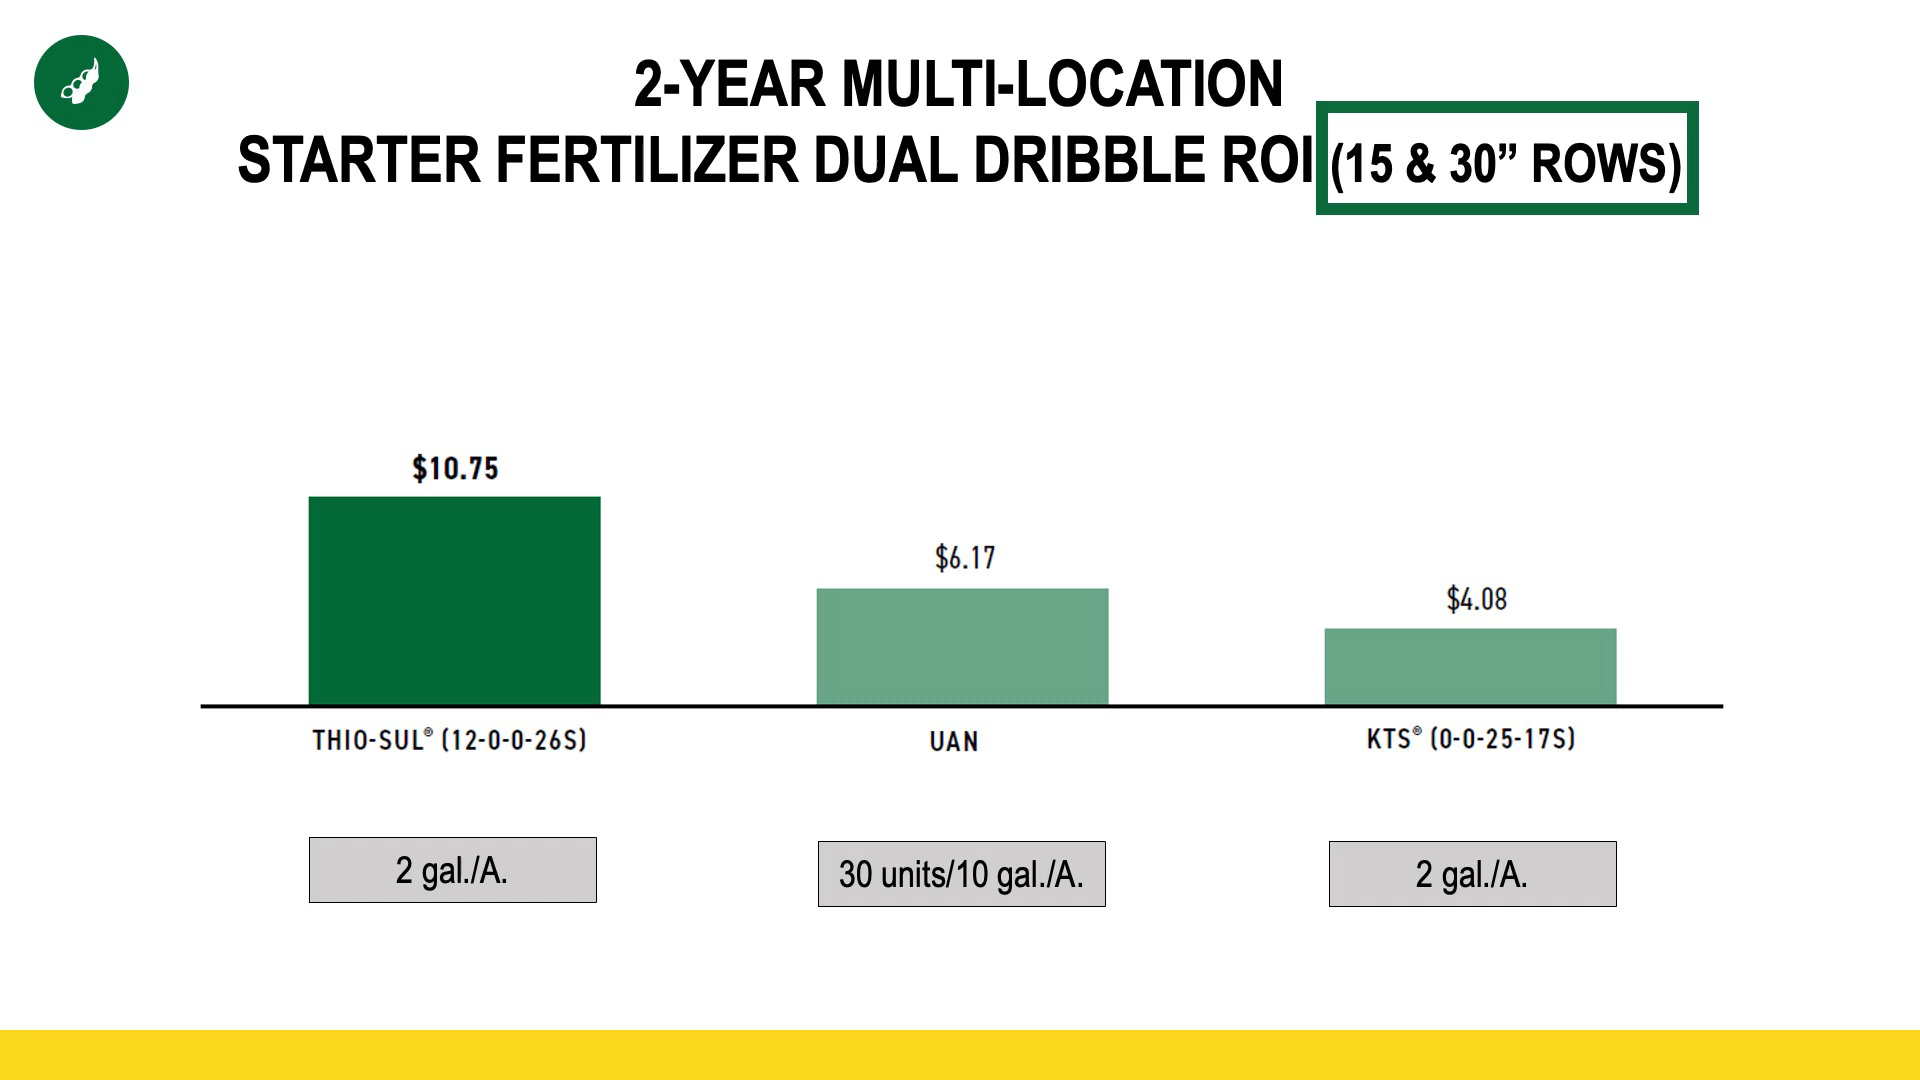 2-YEAR MULTI-LOCATION
STARTER FERTILIZER DUAL DRIBBLE ROI (15 & 30” ROWS)
$10.75
$6.17
$4.08
THIO-SUL® (12-0-0-26S)
UAN
KTS® (0-0-25-17S)
2 gal./A.
30 units/10 gal./A.
2 gal./A.